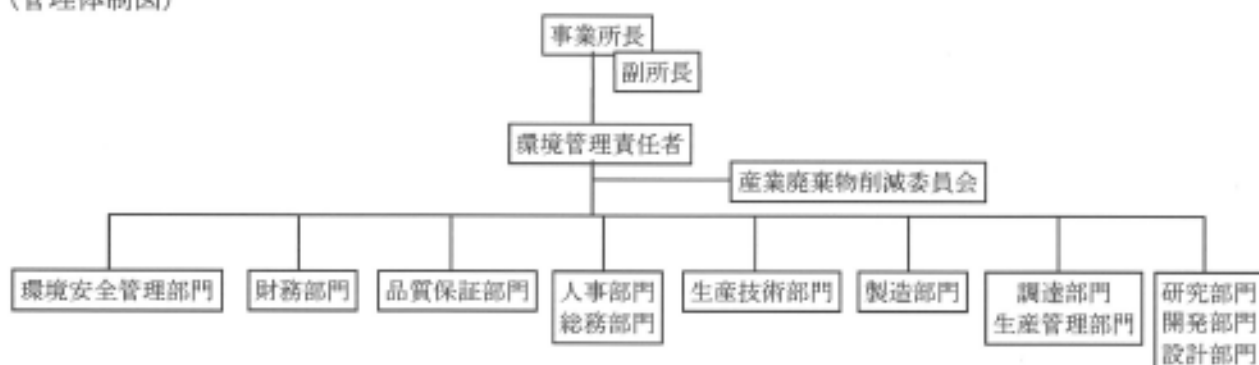 (管理体制図)
事業所長
副所長
環境管理責任者
産業廃棄物削減委員会
環境安全管理部門
財務部門
品質保証部門
人事部門
総務部門
生産技術部門
製造部門
調達部門
生産管理部門
研究部門
開発部門
設計部門